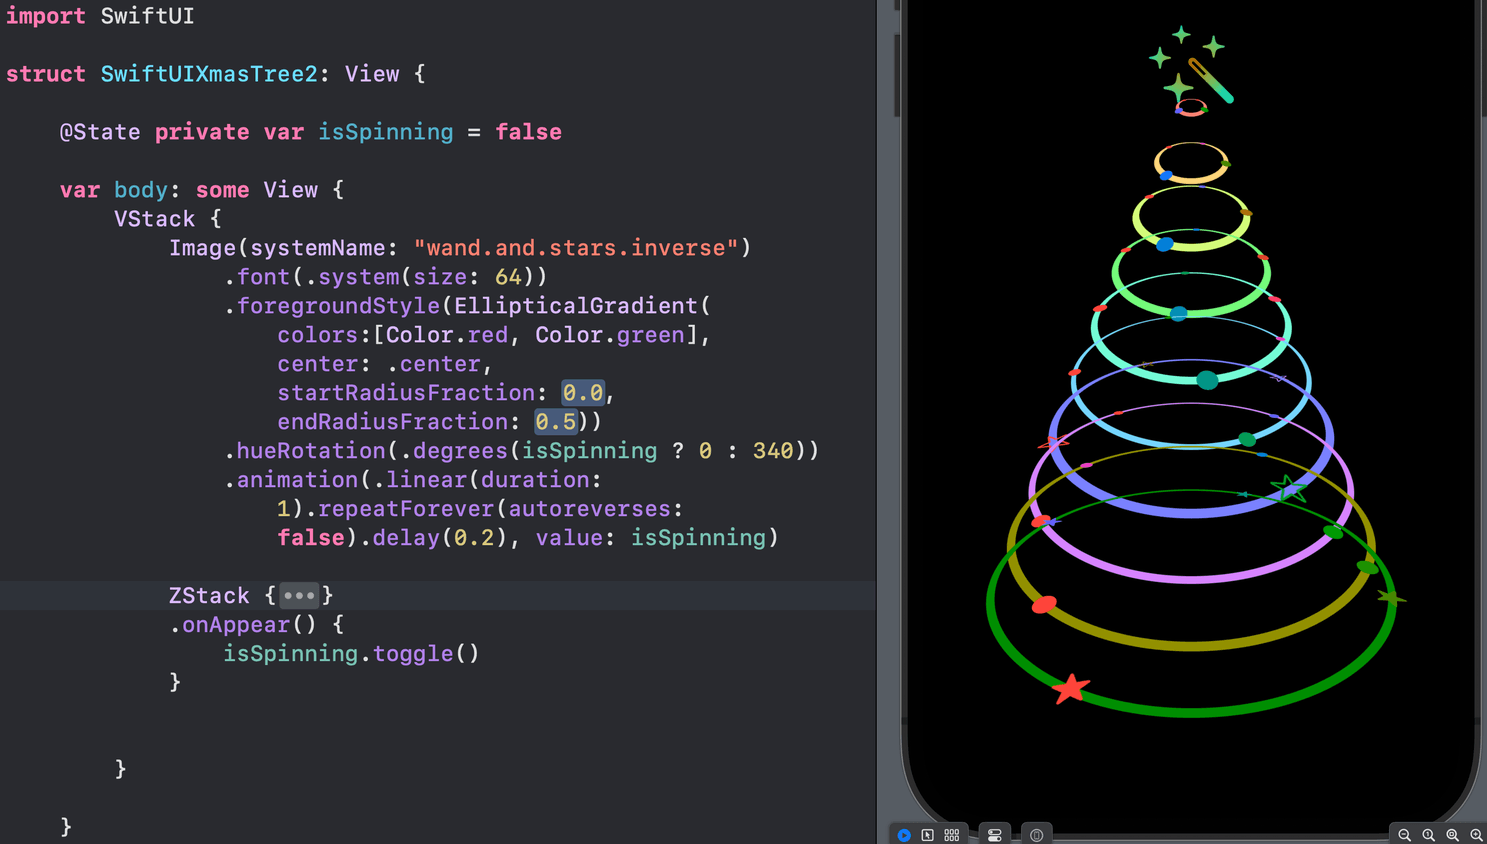 import SwiftUI
struct SwiftUIXmasTree2: View {
@State private var isSpinning = false
var body: some View {
VStack {
Image(systemName: "wand.and.stars.inverse")
.font(.system(size: 64))
.foregroundStyle(EllipticalGradient(
colors:[Color.red, Color.green],
center: .center,
startRadiusFraction: 0.0,
endRadiusFraction: 0.5))
.hueRotation(.degrees(isSpinning ? 0 : 340))
.animation(.linear(duration:
1).repeatForever(autoreverses:
false).delay(0.2), value: isSpinning)
ZStack {•••}
.onAppear() {
isSpinning.toggle()
}
}
}